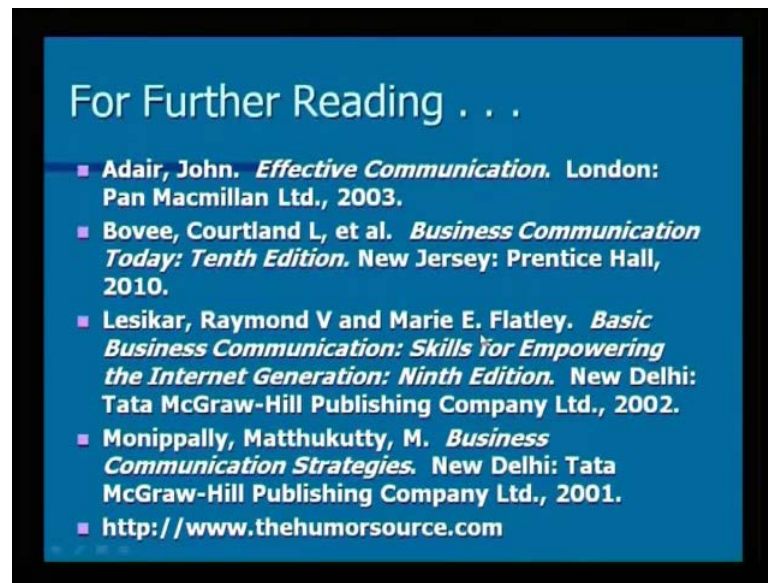 For Further Reading . . .
Adair, John. Effective Communication. London:
Pan Macmillan Ltd., 2003.
Bovee, Courtland L, et al. Business Communication
Today: Tenth Edition. New Jersey: Prentice Hall,
2010.
Lesikar, Raymond V and Marie E. Flatley. Basic
Business Communication: Skills for Empowering
the Internet Generation: Ninth Edition. New Delhi:
Tata McGraw-Hill Publishing Company Ltd., 2002.
Monippally, Matthukutty, M. Business
Communication Strategies. New Delhi: Tata
McGraw-Hill Publishing Company Ltd., 2001.
http://www.thehumorsource.com